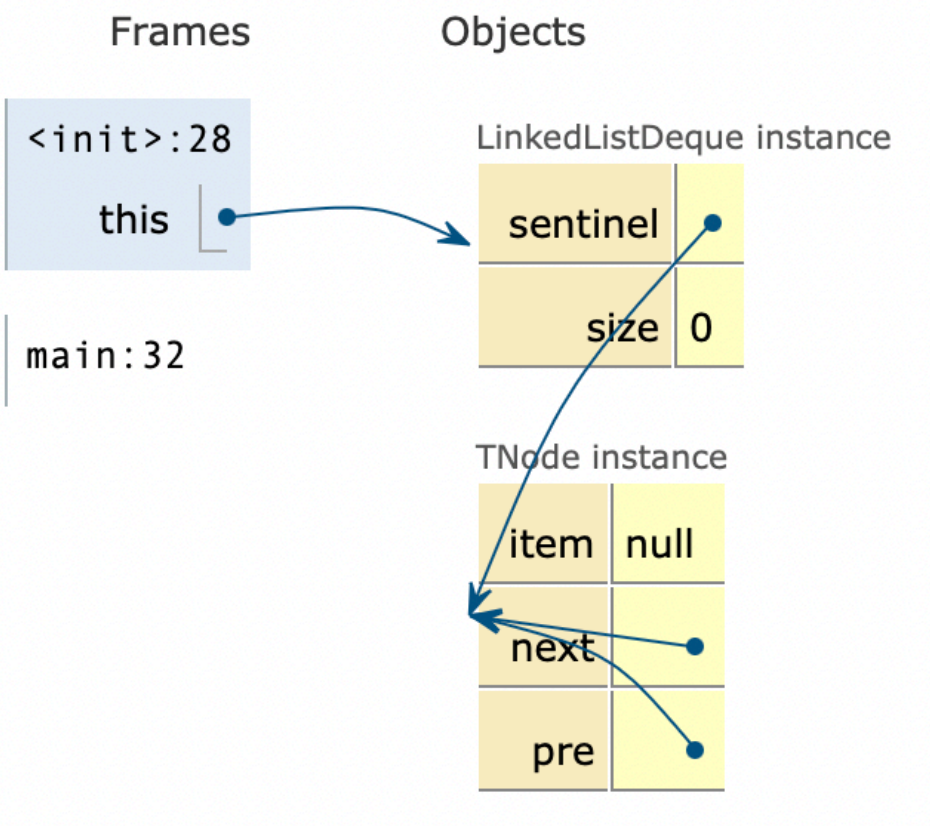 Frames
Objects
<init>:28
this
main:32
LinkedListDeque instance
sentinel
size 0
TNode instance
item null
next
pre